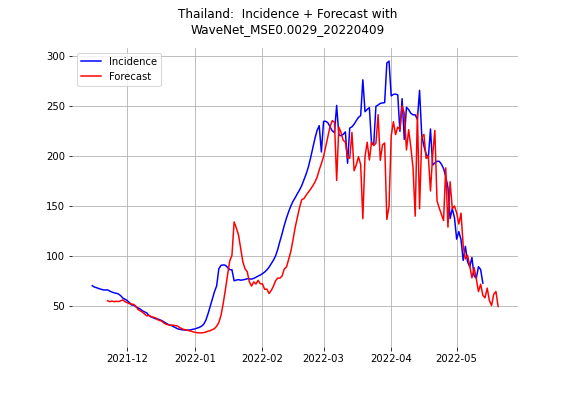 Thailand:  Incidence + Forecast with
WaveNet_MSE0.0029_20220409
Incidence
Forecast
300
250
200
150
100
50
2021-12 2022-01 2022-02 2022-03 2022-04 2022-05